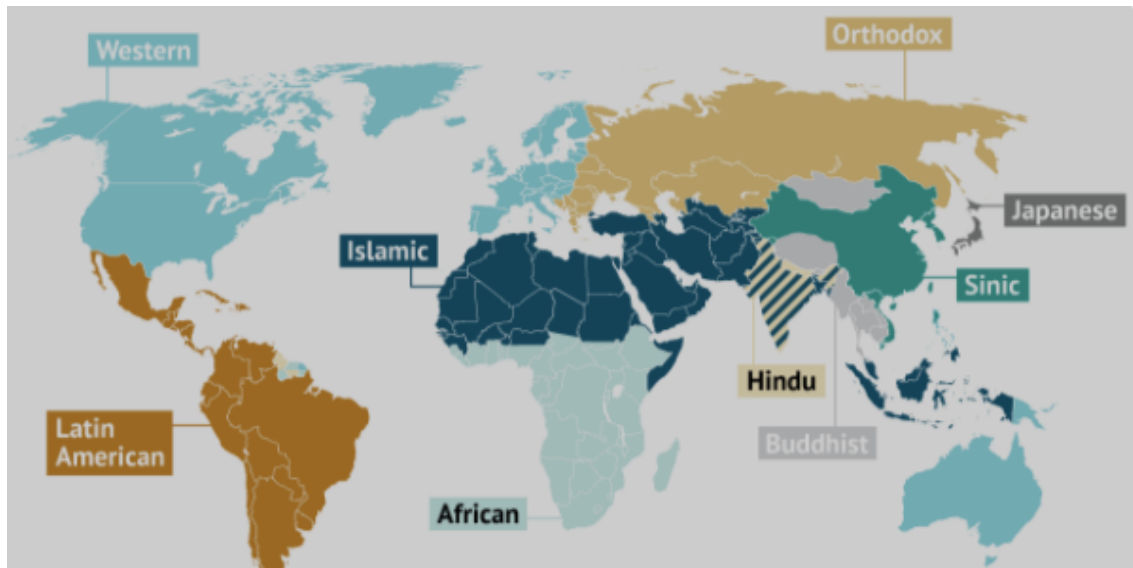 Western
Orthodox
Islamic
Japanese
Sinic
Hindu
Latin
American
Buddhist
African